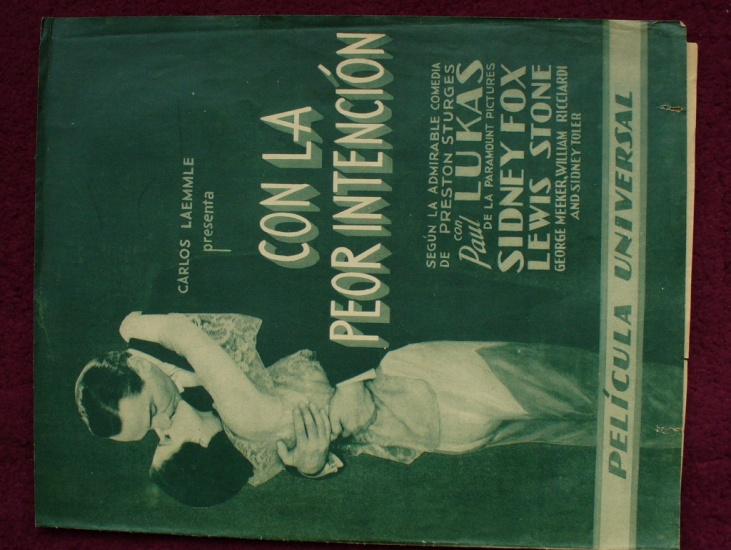 CARLOS LAEMMLE
presenta
CON LA
PEOR INTENCIÓN
SEGÚN LA ADMIRABLE COMEDIA
DE PRESTON STURGES
con
Paul LUKAS
DE LA PARAMOUNT PICTURES
SIDNEY FOX
LEWIS STONE
GEORGE MEEKER, WILLIAM RICCIARDI
AND SIDNEY TOLER
PELÍCULA UNIVERSAL